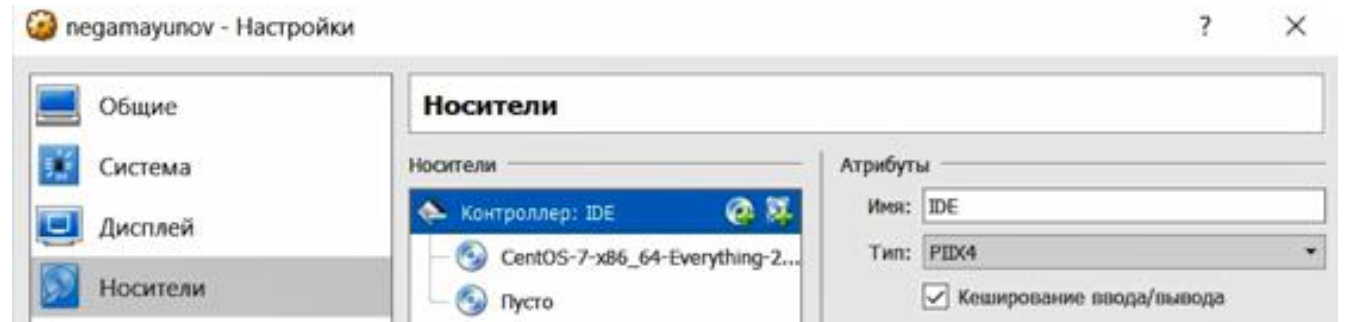 negamayunov - Настройки ? ×
Общие
Система
Дисплей
Носители
Носители
Носители
Контроллер: IDE
CentOS-7-x86_64-Everything-2...
Пусто
Атрибуты
Имя: IDE
Тип: PIIX4
Кеширование ввода/вывода